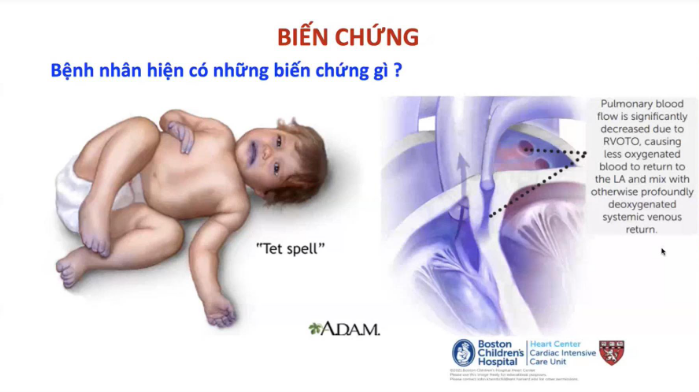 BIẾN CHỨNG
Bệnh nhân hiện có những biến chứng gì ?
Pulmonary blood
flow is significantly
decreased due to
RVOTO, causing
less oxygenated
blood to return to
the LA and mix with
otherwise profoundly
deoxygenated
systemic venous
return.
"Tet spell"
ADAM.
Boston
Children's
Hospital
Heart Center
Cardiac Intensive
Care Unit